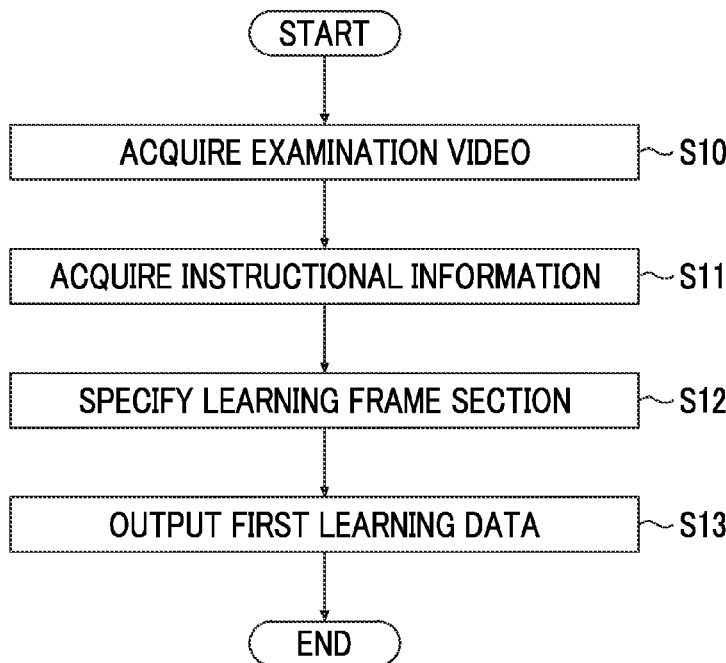 START
ACQUIRE EXAMINATION VIDEO S10
ACQUIRE INSTRUCTIONAL INFORMATION S11
SPECIFY LEARNING FRAME SECTION S12
OUTPUT FIRST LEARNING DATA S13
END